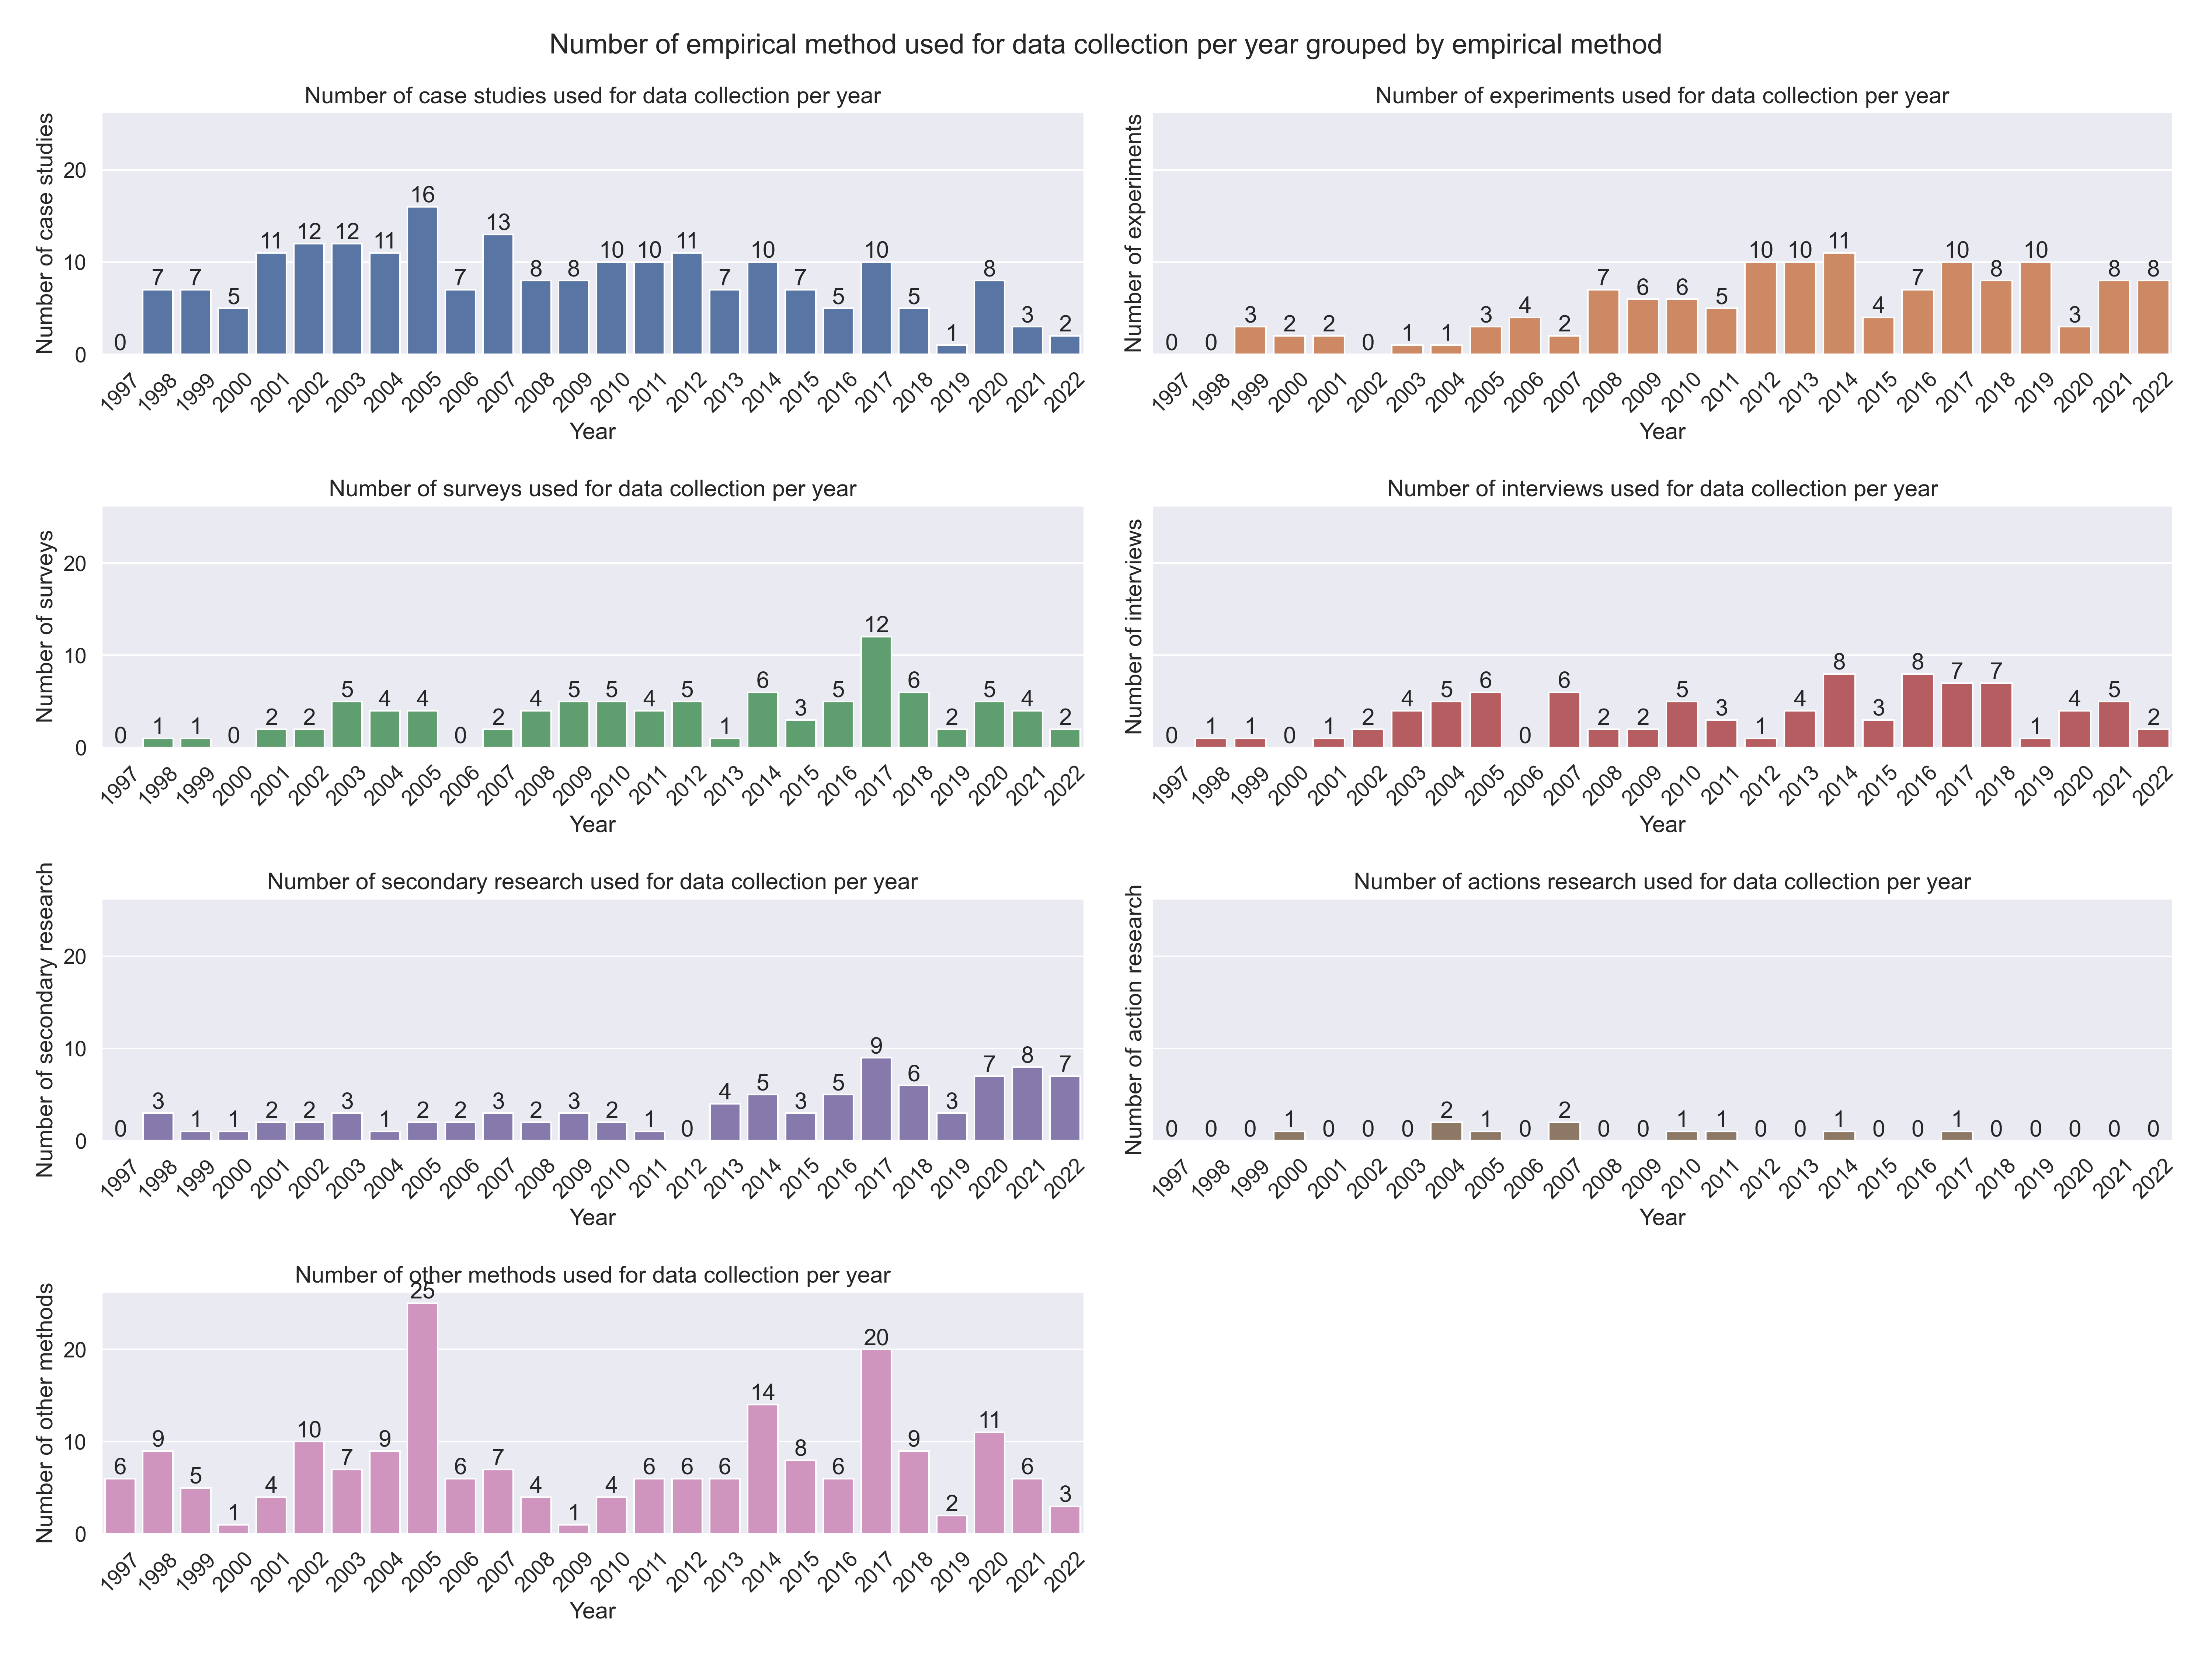 Number of empirical method used for data collection per year grouped by empirical method
Number of case studies used for data collection per year
Number of case studies
20
10
0
0 7 7 5 11 12 12 11 16 7 13 8 8 10 10 11 7 10 7 5 10 5 1 8 3 2
1997 1998 1999 2000 2001 2002 2003 2004 2005 2006 2007 2008 2009 2010 2011 2012 2013 2014 2015 2016 2017 2018 2019 2020 2021 2022
Year
Number of experiments used for data collection per year
Number of experiments
0 0 3 2 2 0 1 1 3 4 2 7 6 6 5 10 10 11 4 7 10 8 10 3 8 8
1997 1998 1999 2000 2001 2002 2003 2004 2005 2006 2007 2008 2009 2010 2011 2012 2013 2014 2015 2016 2017 2018 2019 2020 2021 2022
Year
Number of surveys used for data collection per year
Number of surveys
20
10
0
0 1 1 0 2 2 5 4 4 0 2 4 5 5 4 5 1 6 3 5 12 6 2 5 4 2
1997 1998 1999 2000 2001 2002 2003 2004 2005 2006 2007 2008 2009 2010 2011 2012 2013 2014 2015 2016 2017 2018 2019 2020 2021 2022
Year
Number of interviews used for data collection per year
Number of interviews
0 1 1 0 1 2 4 5 6 0 6 2 2 5 3 1 4 8 3 8 7 7 1 4 5 2
1997 1998 1999 2000 2001 2002 2003 2004 2005 2006 2007 2008 2009 2010 2011 2012 2013 2014 2015 2016 2017 2018 2019 2020 2021 2022
Year
Number of secondary research used for data collection per year
Number of secondary research
20
10
0
0 3 1 1 2 2 3 1 2 2 3 2 3 2 1 0 4 5 3 5 9 6 3 7 8 7
1997 1998 1999 2000 2001 2002 2003 2004 2005 2006 2007 2008 2009 2010 2011 2012 2013 2014 2015 2016 2017 2018 2019 2020 2021 2022
Year
Number of actions research used for data collection per year
Number of action research
0 0 0 1 0 0 0 2 1 0 2 0 0 1 1 0 0 1 0 0 1 0 0 0 0 0
1997 1998 1999 2000 2001 2002 2003 2004 2005 2006 2007 2008 2009 2010 2011 2012 2013 2014 2015 2016 2017 2018 2019 2020 2021 2022
Year
Number of other methods used for data collection per year
Number of other methods
20
10
0
6 9 5 1 4 10 7 9 25 6 7 4 1 4 6 6 6 14 8 6 20 9 2 11 6 3
1997 1998 1999 2000 2001 2002 2003 2004 2005 2006 2007 2008 2009 2010 2011 2012 2013 2014 2015 2016 2017 2018 2019 2020 2021 2022
Year